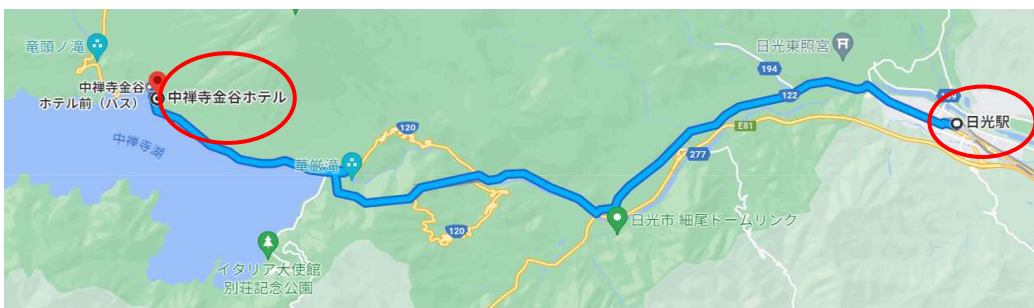 竜頭ノ滝
中禅寺金谷
ホテル前（バス）
中禅寺金谷ホテル
中禅寺湖
華厳滝
120
120
イタリア大使館
別荘記念公園
日光東照宮
194
122
E81
277
日光市 細尾ドームリンク
日光駅